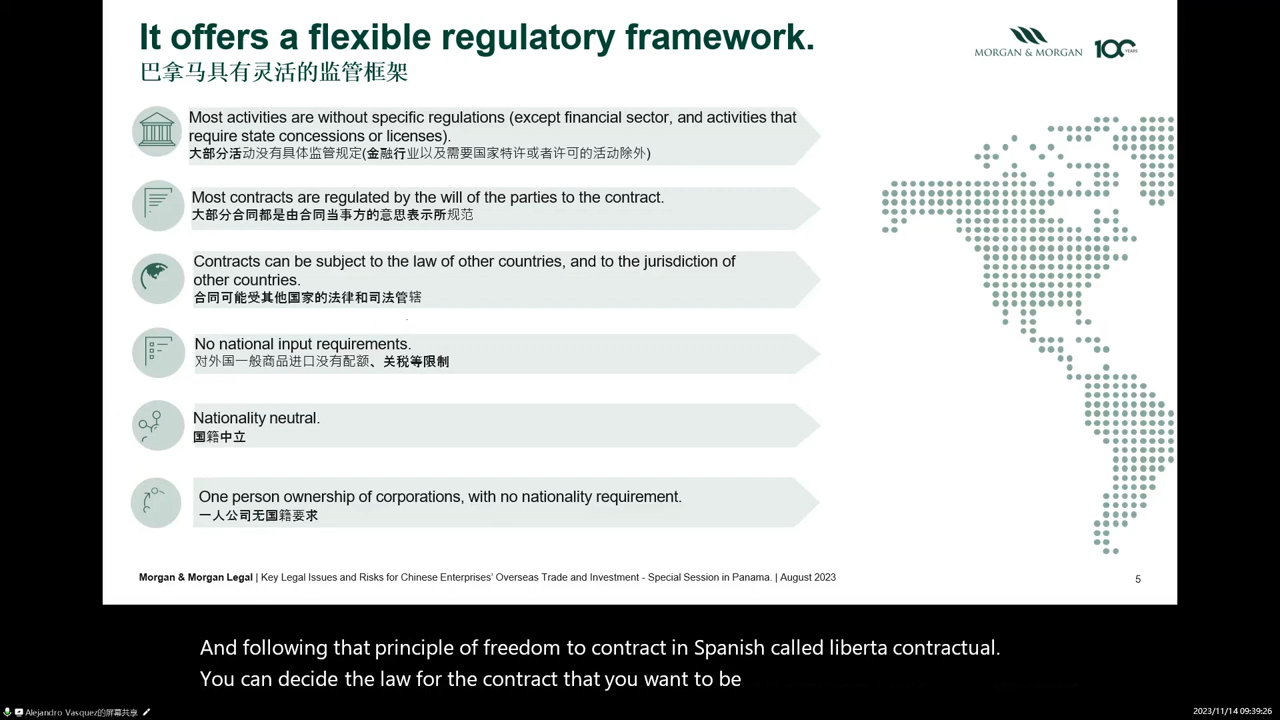 It offers a flexible regulatory framework.
巴拿马具有灵活的监管框架
MORGAN & MORGAN 100 YEARS
Most activities are without specific regulations (except financial sector, and activities that
require state concessions or licenses).
大部分活动没有具体监管规定(金融行业以及需要国家特许或者许可的活动除外)
Most contracts are regulated by the will of the parties to the contract.
大部分合同都是由合同当事方的意思表示所规范
Contracts can be subject to the law of other countries, and to the jurisdiction of
other countries.
合同可能受其他国家的法律和司法管辖
No national input requirements.
对外国一般商品进口没有配额、关税等限制
Nationality neutral.
国籍中立
One person ownership of corporations, with no nationality requirement.
一人公司无国籍要求
Morgan & Morgan Legal | Key Legal Issues and Risks for Chinese Enterprises' Overseas Trade and Investment - Special Session in Panama. | August 2023
5
And following that principle of freedom to contract in Spanish called liberta contractual.
You can decide the law for the contract that you want to be
Alejandro Vasquez的屏幕共享
2023/11/14 09:39:26